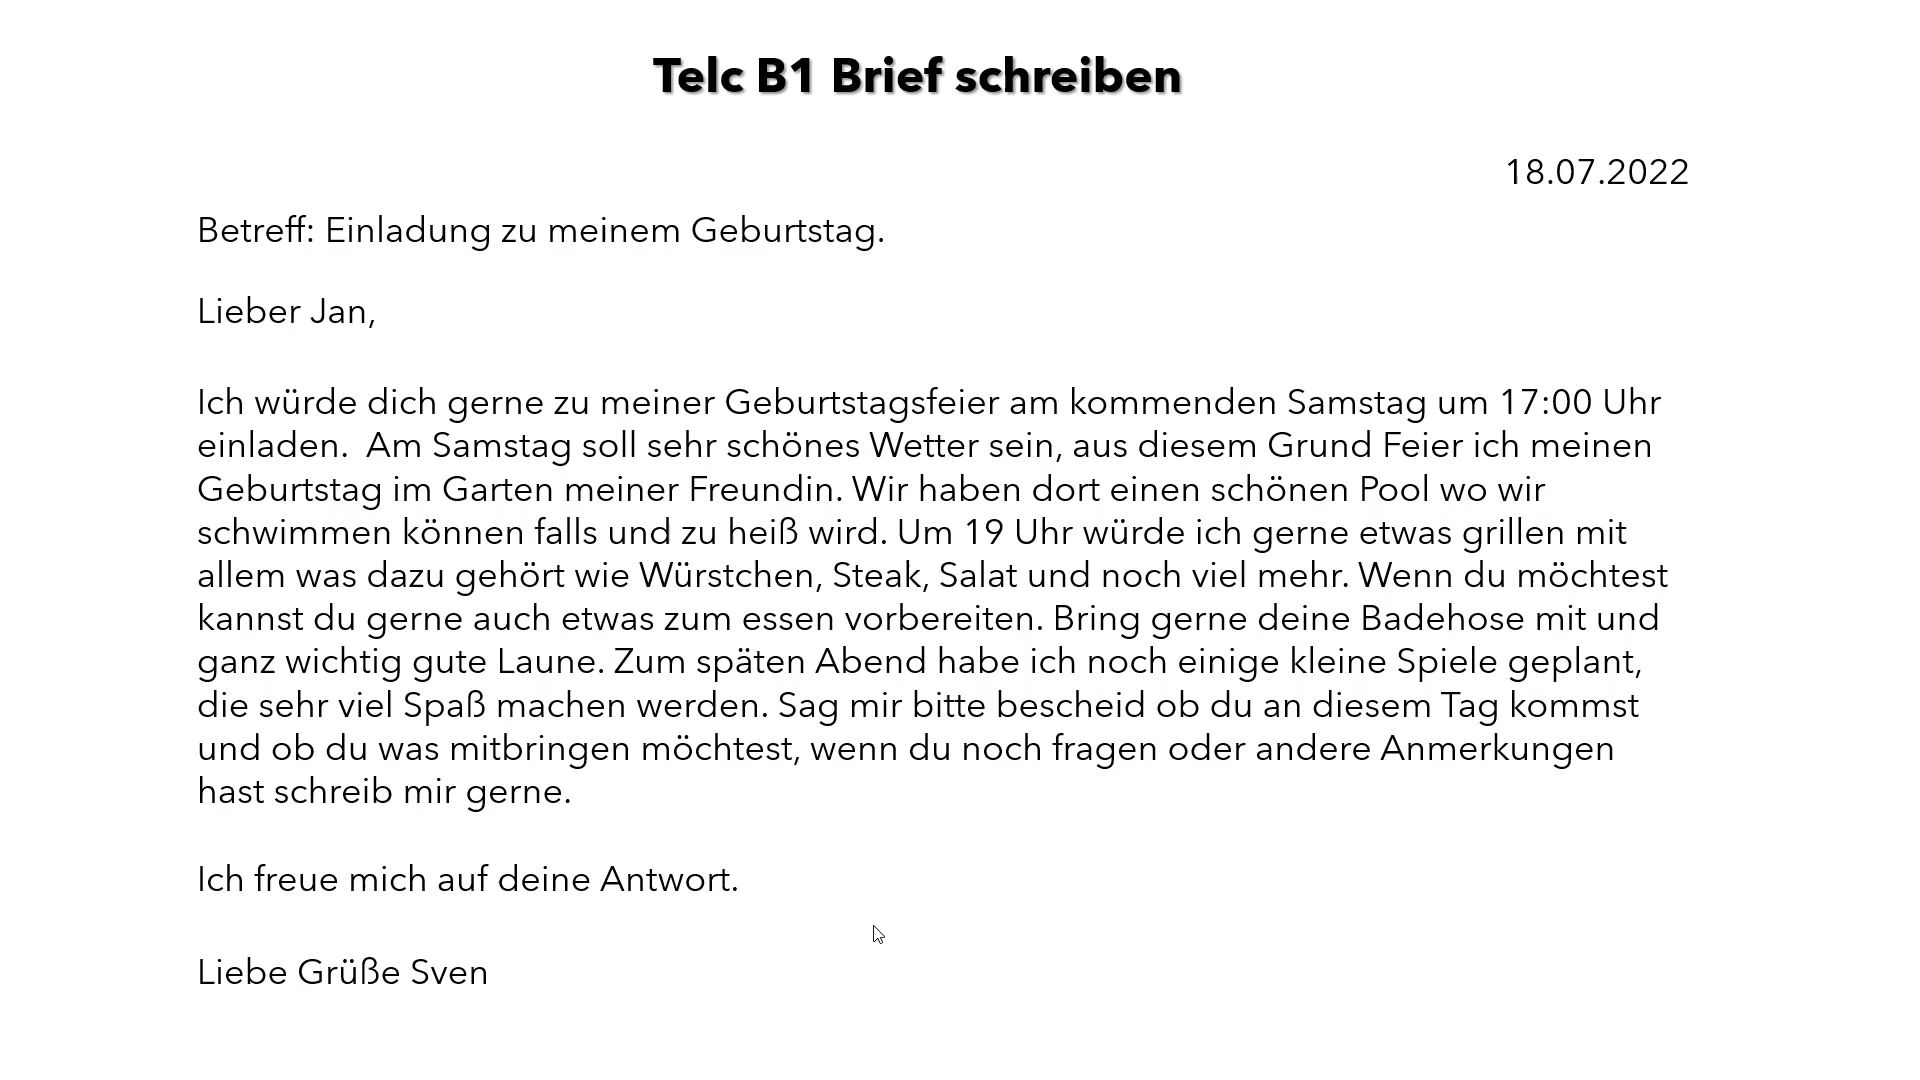 Telc B1 Brief schreiben
18.07.2022
Betreff: Einladung zu meinem Geburtstag.
Lieber Jan,
Ich würde dich gerne zu meiner Geburtstagsfeier am kommenden Samstag um 17:00 Uhr
einladen.  Am Samstag soll sehr schönes Wetter sein, aus diesem Grund Feier ich meinen
Geburtstag im Garten meiner Freundin. Wir haben dort einen schönen Pool wo wir
schwimmen können falls und zu heiß wird. Um 19 Uhr würde ich gerne etwas grillen mit
allem was dazu gehört wie Würstchen, Steak, Salat und noch viel mehr. Wenn du möchtest
kannst du gerne auch etwas zum essen vorbereiten. Bring gerne deine Badehose mit und
ganz wichtig gute Laune. Zum späten Abend habe ich noch einige kleine Spiele geplant,
die sehr viel Spaß machen werden. Sag mir bitte bescheid ob du an diesem Tag kommst
und ob du was mitbringen möchtest, wenn du noch fragen oder andere Anmerkungen
hast schreib mir gerne.
Ich freue mich auf deine Antwort.
Liebe Grüße Sven